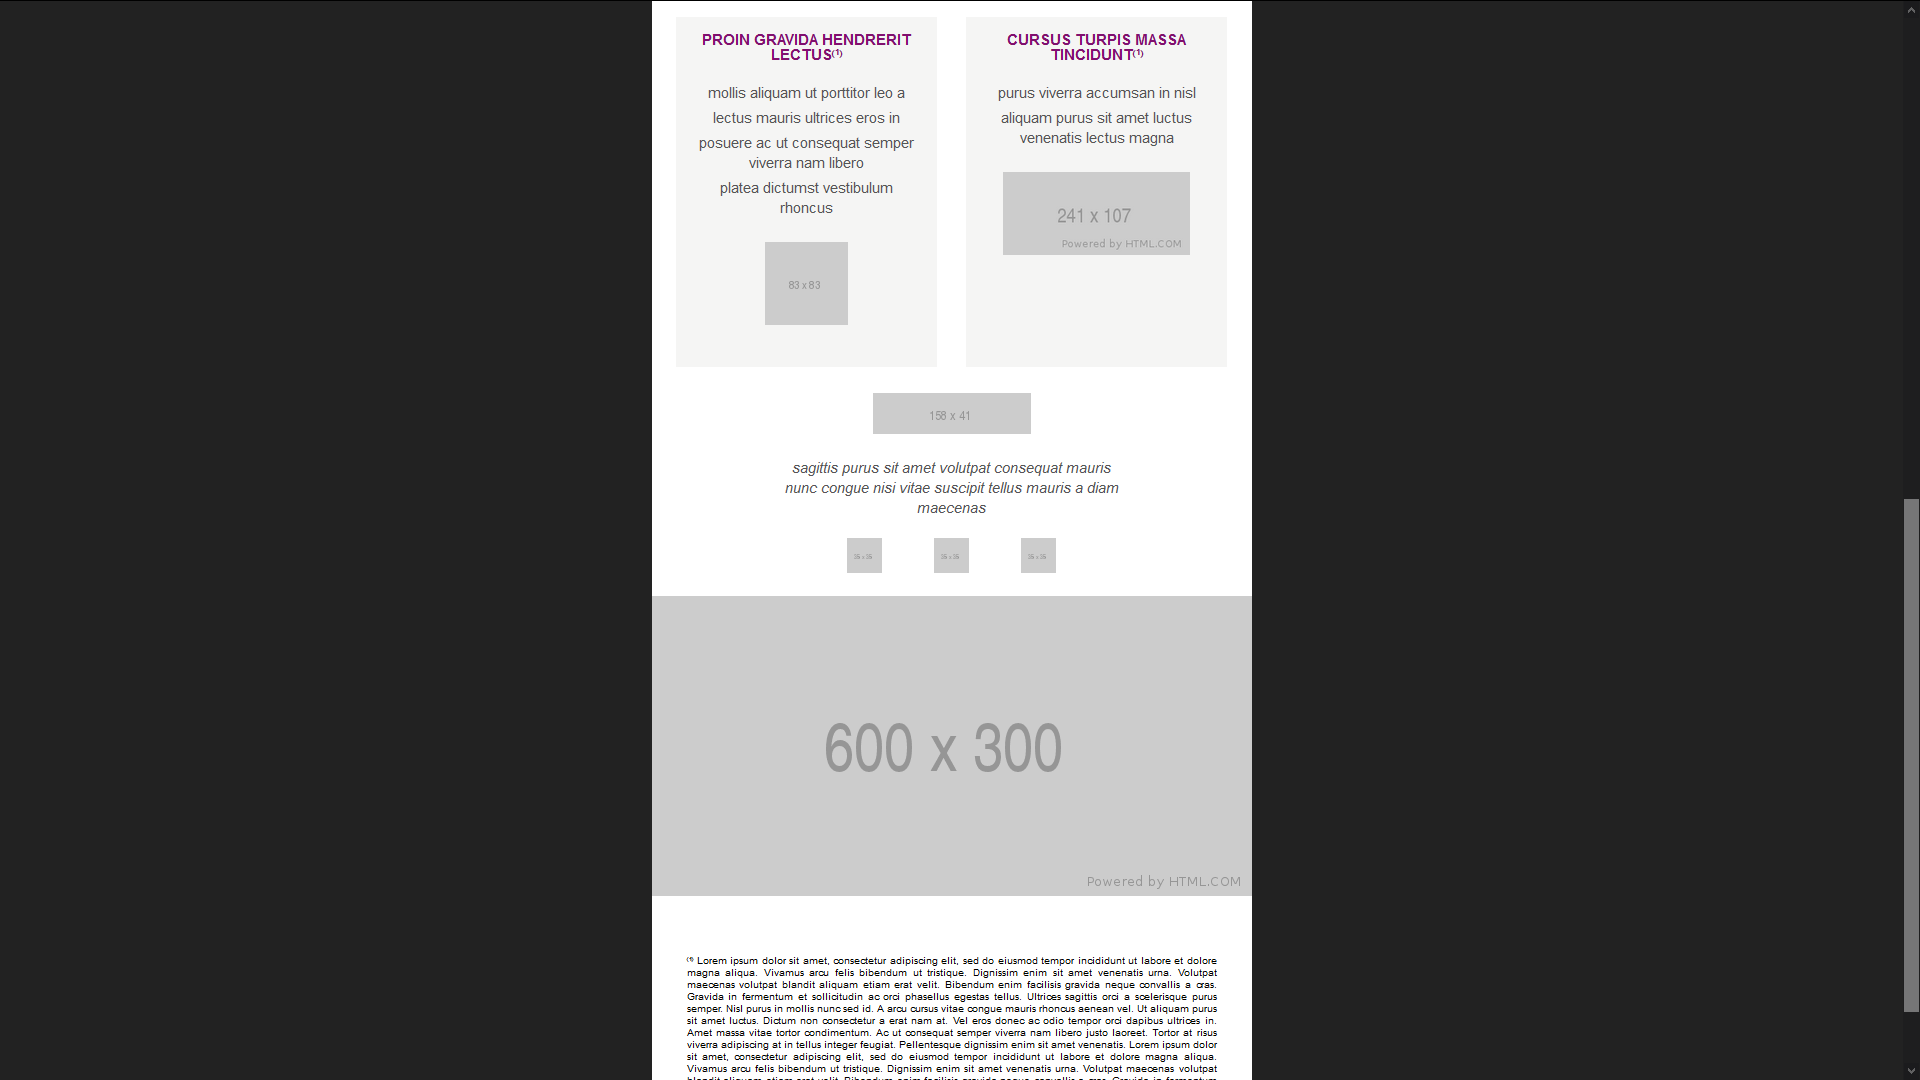 PROIN GRAVIDA HENDRERIT
LECTUS(1)
mollis aliquam ut porttitor leo a
lectus mauris ultrices eros in
posuere ac ut consequat semper
viverra nam libero
platea dictumst vestibulum
rhoncus
83 x 83
CURSUS TURPIS MASSA
TINCIDUNT(1)
purus viverra accumsan in nisl
aliquam purus sit amet luctus
venenatis lectus magna
241 x 107
Powered by HTML.COM
158 x 41
sagittis purus sit amet volutpat consequat mauris
nunc congue nisi vitae suscipit tellus mauris a diam
maecenas
600 x 300
Powered by HTML.COM
(1) Lorem ipsum dolor sit amet, consectetur adipiscing elit, sed do eiusmod tempor incididunt ut labore et dolore
magna aliqua. Vivamus arcu felis bibendum ut tristique. Dignissim enim sit amet venenatis urna. Volutpat
maecenas volutpat blandit aliquam etiam erat velit. Bibendum enim facilisis gravida neque convallis a cras.
Gravida in fermentum et sollicitudin ac orci phasellus egestas tellus. Ultrices sagittis orci a scelerisque purus
semper. Nisl purus in mollis nunc sed id. A arcu cursus vitae congue mauris rhoncus aenean vel. Ut aliquam purus
sit amet luctus. Dictum non consectetur a erat nam at. Vel eros donec ac odio tempor orci dapibus ultrices in.
Amet massa vitae tortor condimentum. Ac ut consequat semper viverra nam libero justo laoreet. Tortor at risus
viverra adipiscing at in tellus integer feugiat. Pellentesque dignissim enim sit amet venenatis. Lorem ipsum dolor
sit amet, consectetur adipiscing elit, sed do eiusmod tempor incididunt ut labore et dolore magna aliqua.
Vivamus arcu felis bibendum ut tristique. Dignissim enim sit amet venenatis urna. Volutpat maecenas volutpat